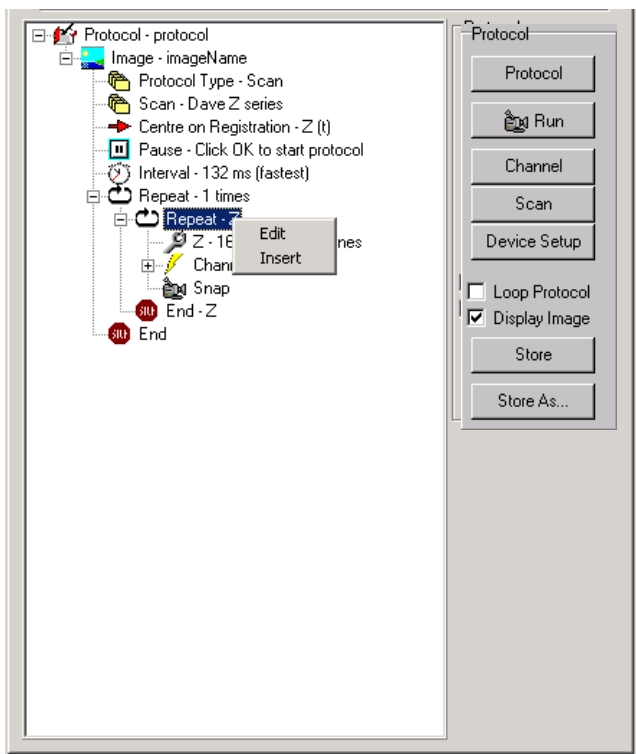 Protocol - protocol
Image - imageName
Protocol Type - Scan
Scan - Dave Z series
Centre on Registration - Z (t)
Pause - Click OK to start protocol
Interval - 132 ms (fastest)
Repeat - 1 times
Repeat - Z
Z - 16
Snap
End - Z
End
Edit
Insert
Protocol
Protocol
Run
Channel
Scan
Device Setup
Loop Protocol
Display Image
Store
Store As...